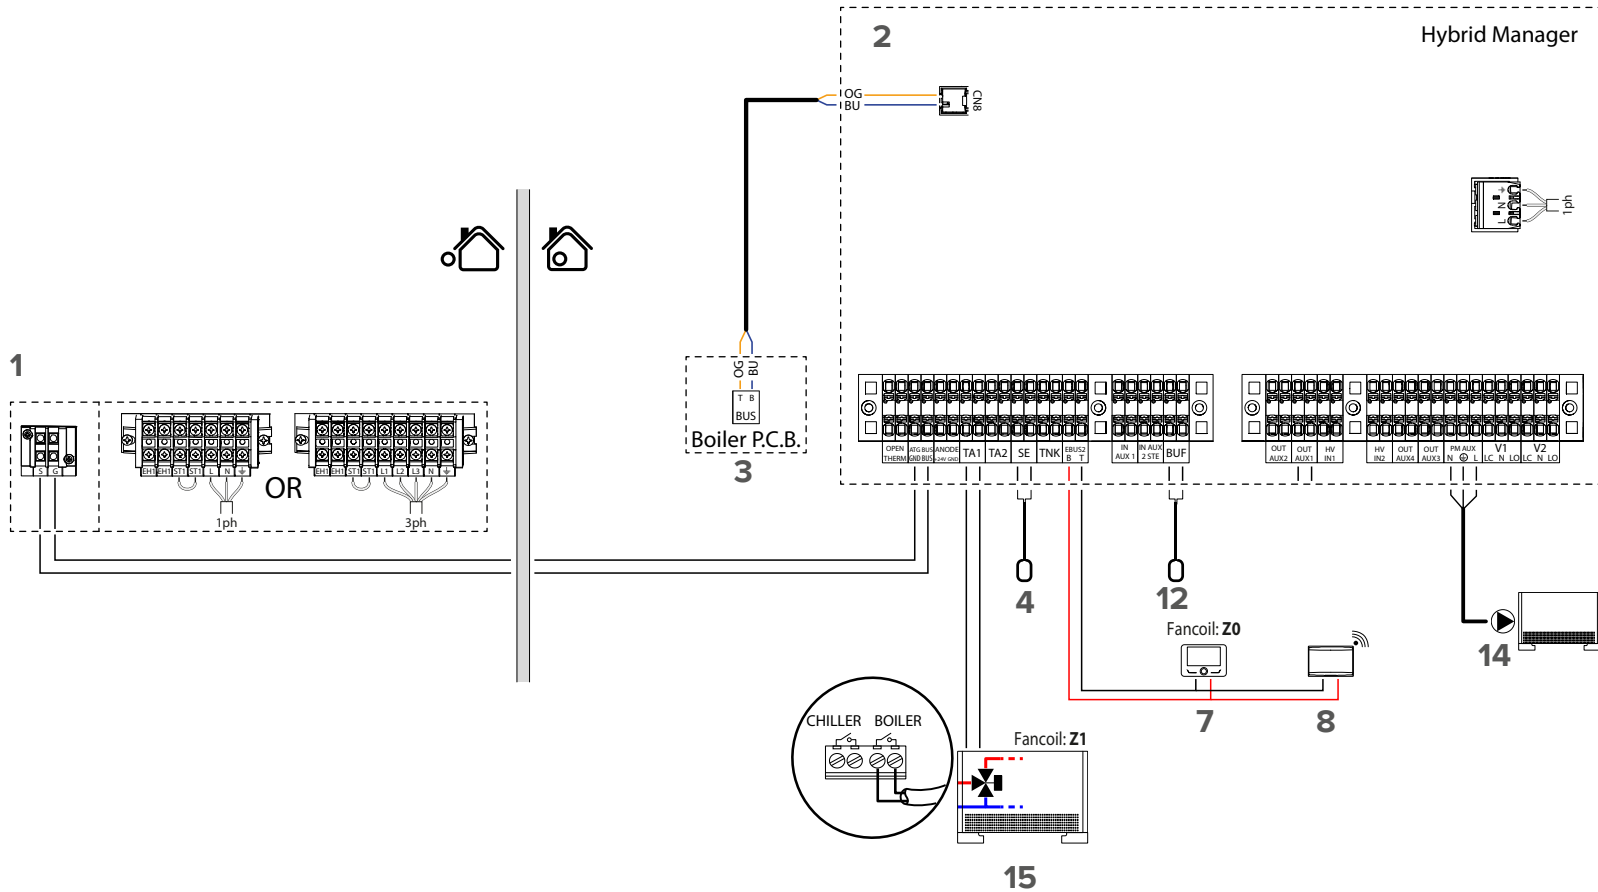 2
Hybrid Manager
OG
BU
CN8
L N ⏚
1ph
1
OG
BU
T B
BUS
Boiler P.C.B.
3
S G
EH1 EH1 ST1 ST1 L N ⏚
1ph
OR
EH1 EH1 ST1 ST1 L1 L2 L3 N ⏚
3ph
OPEN THERM
ATG BUS GND BUS
ANODE +24V GND
TA1
TA2
SE
TNK
EBUS2 B T
IN AUX 1
IN AUX 2 STE
BUF
OUT AUX2
OUT AUX1
HV IN1
HV IN2
OUT AUX4
OUT AUX3
PM AUX N ⏚ L
V1 LC N LO
V2 LC N LO
4
12
Fancoil: Z0
7
8
14
CHILLER BOILER
Fancoil: Z1
15